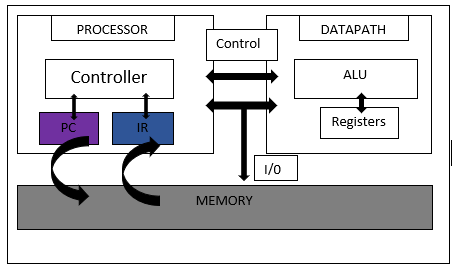 PROCESSOR
Control
DATAPATH
Controller
ALU
PC
IR
Registers
I/0
MEMORY